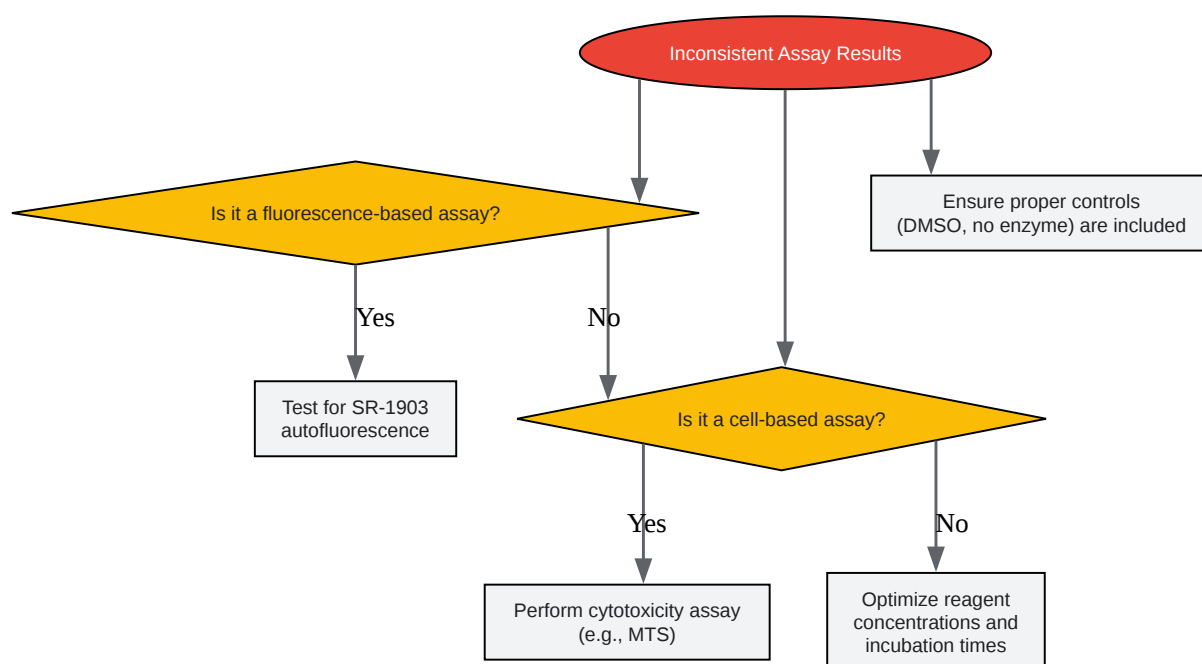 Inconsistent Assay Results
Is it a fluorescence-based assay?
Ensure proper controls
(DMSO, no enzyme) are included
Yes
No
Test for SR-1903
autofluorescence
Is it a cell-based assay?
Yes
No
Perform cytotoxicity assay
(e.g., MTS)
Optimize reagent
concentrations and
incubation times